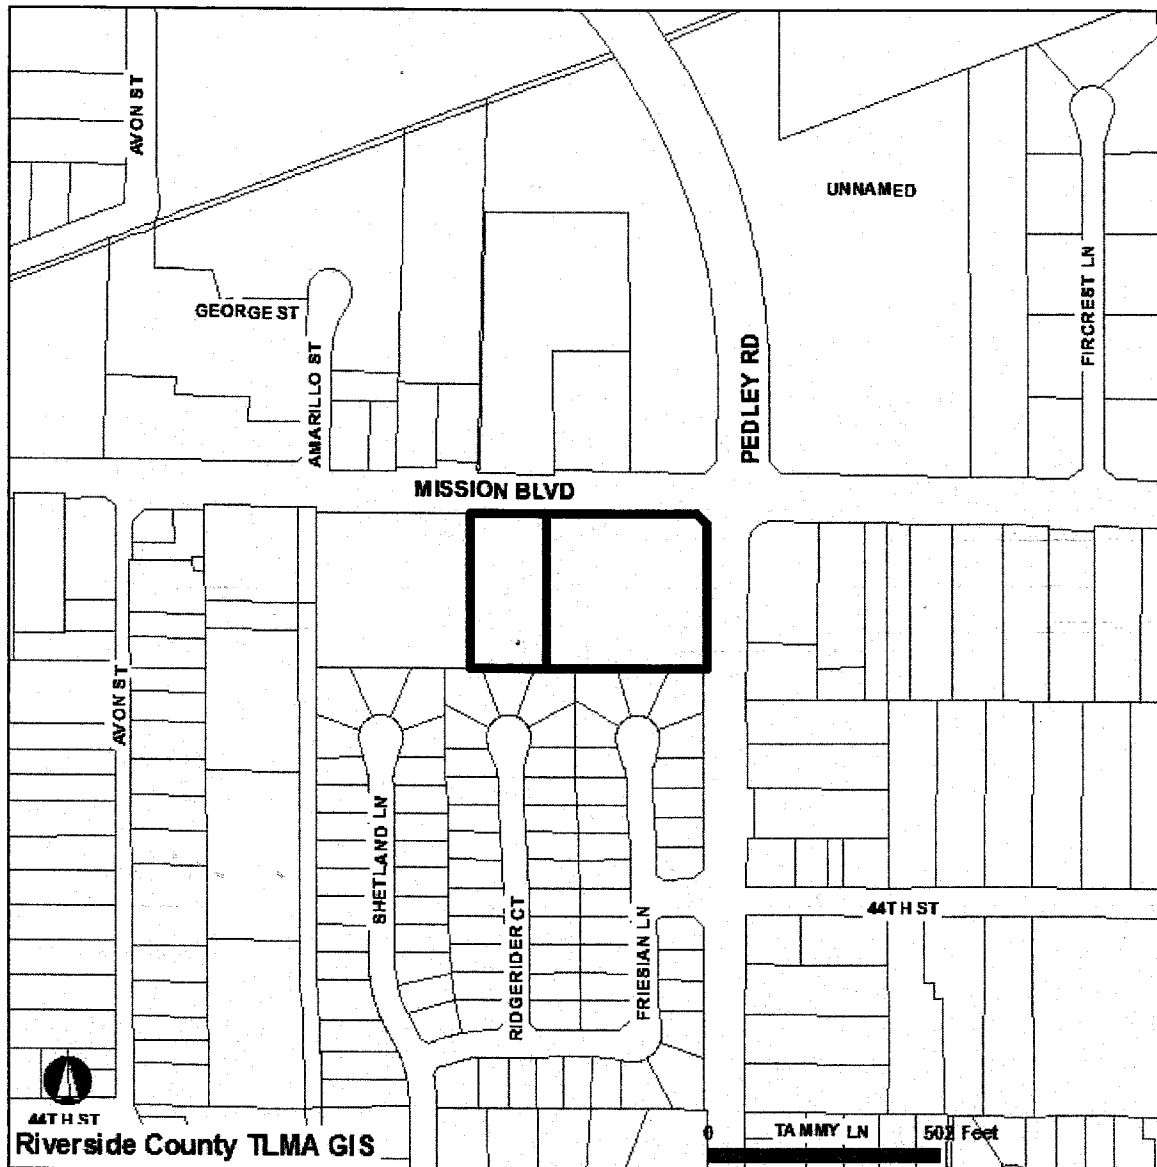 AVON ST
UNNAMED
GEORGE ST
AMARILLO ST
PEDLEY RD
FIRCREST LN
MISSION BLVD
AVON ST
SHETLAND LN
RIDGERIDER CT
FRIESIAN LN
44TH ST
44TH ST
Riverside County TLMA GIS
0 TAMMY LN 502 Feet